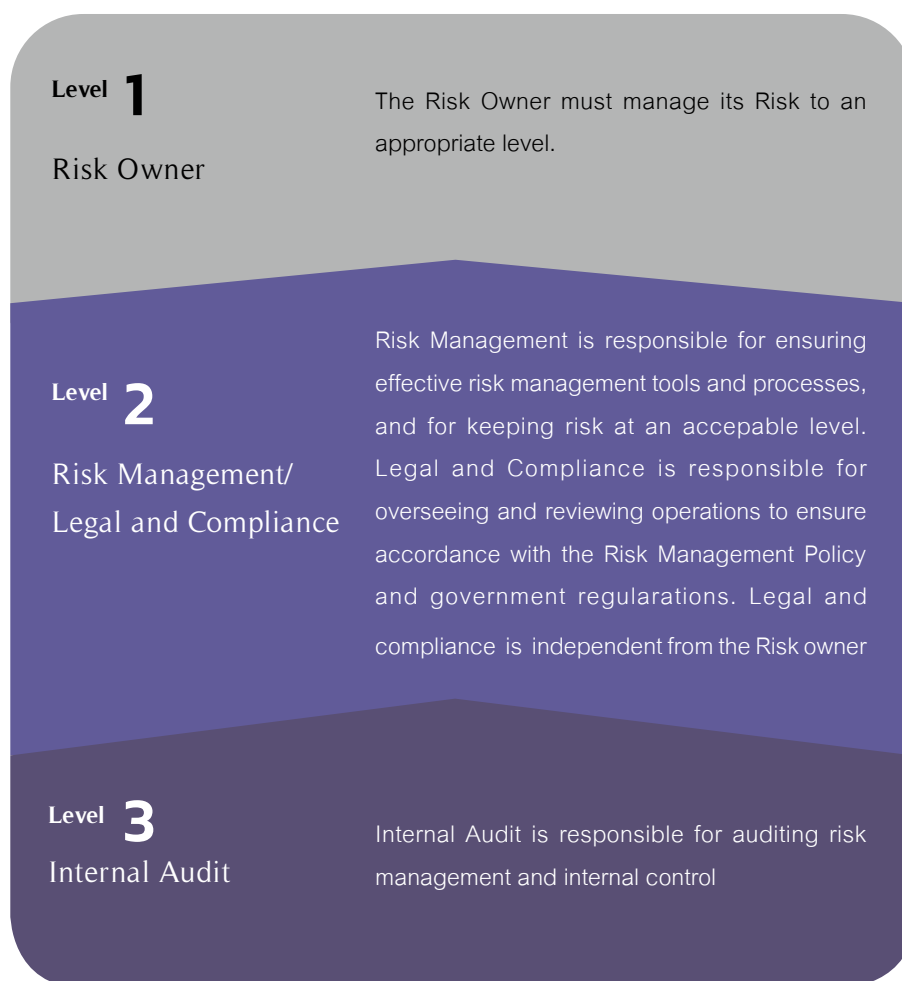 Level 1
Risk Owner
The Risk Owner must manage its Risk to an
appropriate level.
Level 2
Risk Management/
Legal and Compliance
Risk Management is responsible for ensuring
effective risk management tools and processes,
and for keeping risk at an accepable level.
Legal and Compliance is responsible for
overseeing and reviewing operations to ensure
accordance with the Risk Management Policy
and government regularations. Legal and
compliance is independent from the Risk owner
Level 3
Internal Audit
Internal Audit is responsible for auditing risk
management and internal control